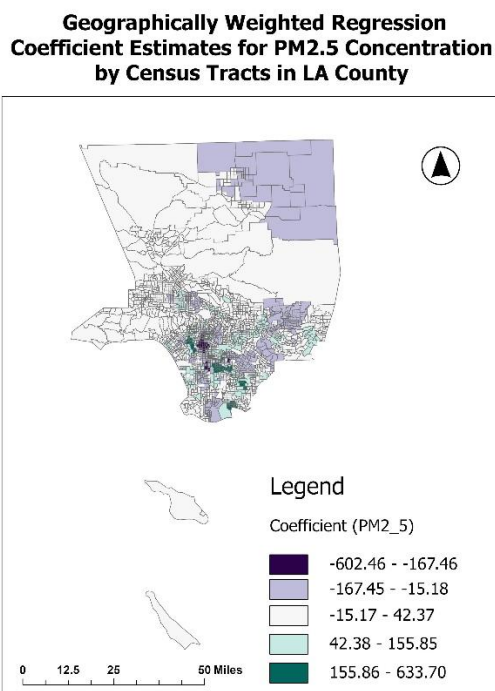 Geographically Weighted Regression
Coefficient Estimates for PM2.5 Concentration
by Census Tracts in LA County
Legend
Coefficient (PM2_5)
-602.46 - -167.46
-167.45 - -15.18
-15.17 - 42.37
42.38 - 155.85
155.86 - 633.70
0 12.5 25 50 Miles